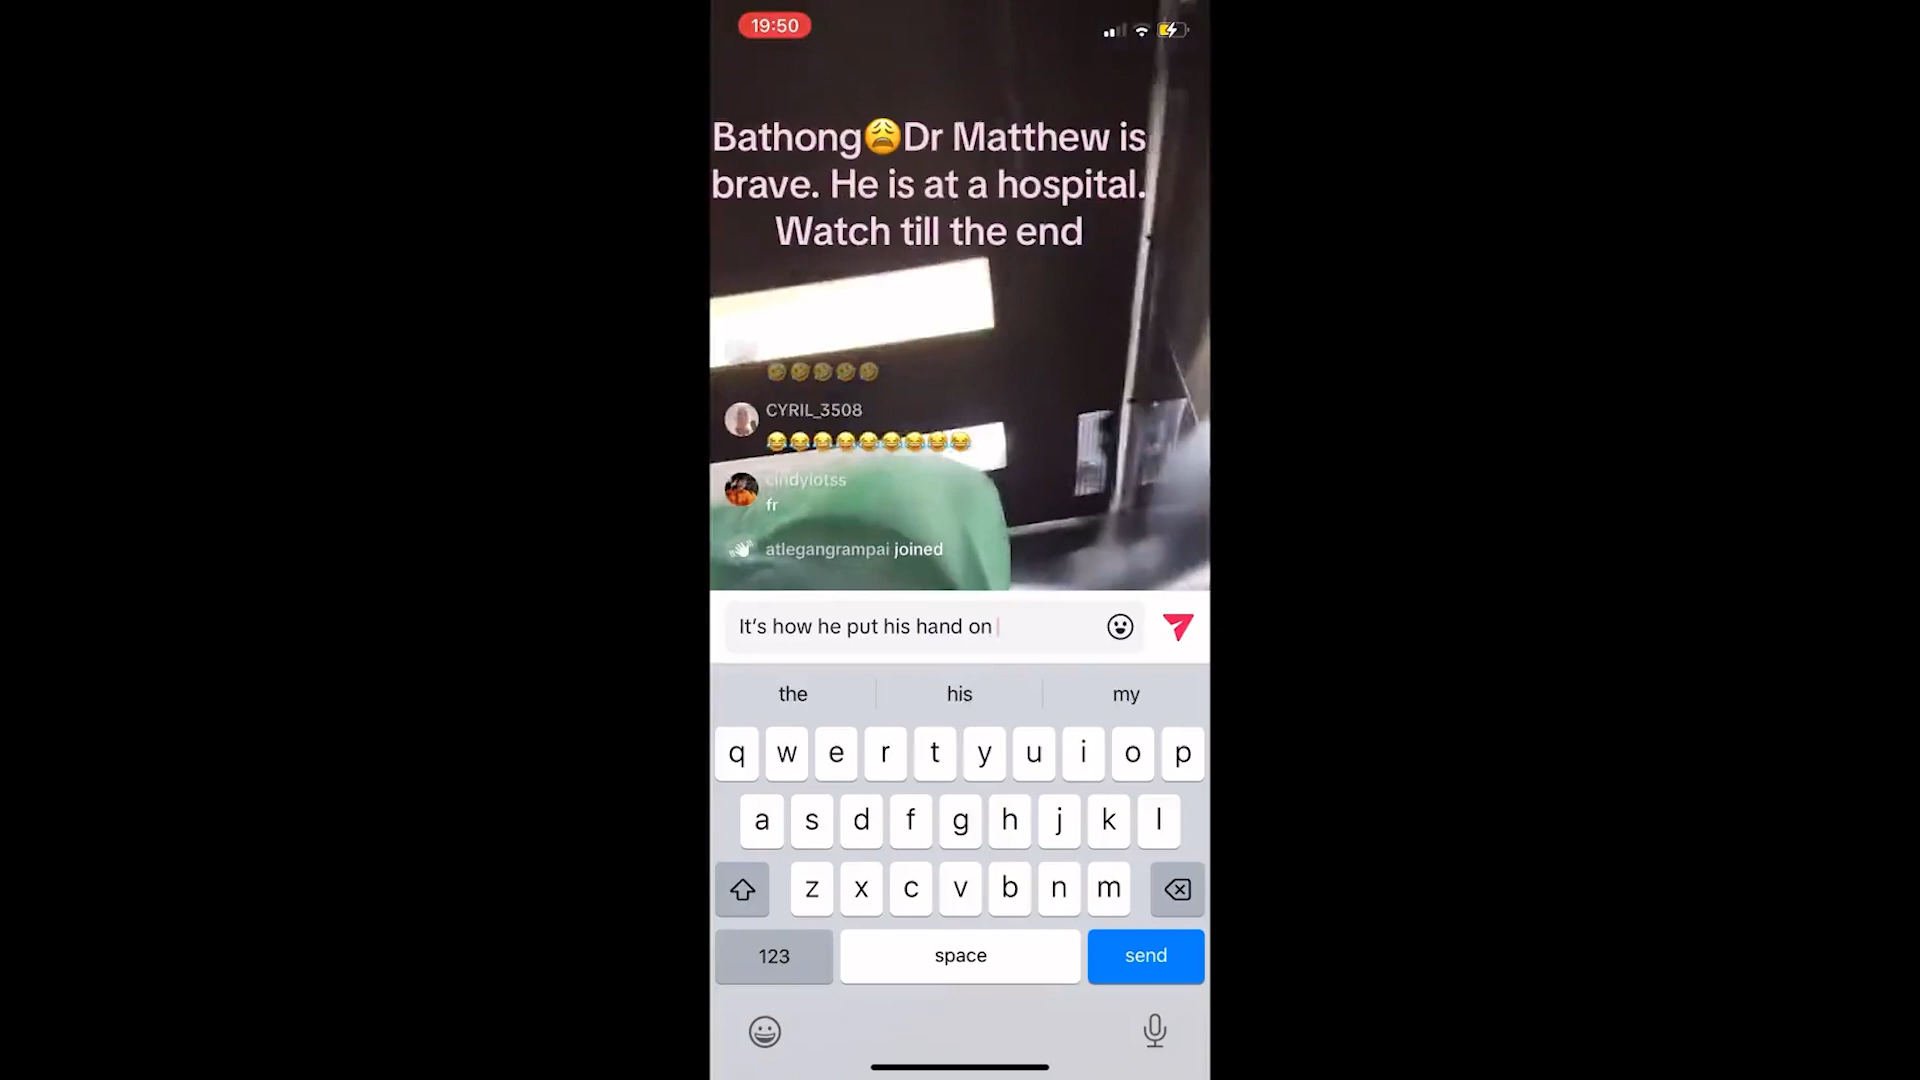 19:50
Bathong😩Dr Matthew is
brave. He is at a hospital.
Watch till the end
🤣🤣🤣🤣🤣
CYRIL_3508
😂😂😂😂😂😂😂😂😂
cindylotss
fr
atlegangrampai joined
It’s how he put his hand on
the his my
q w e r t y u i o p
a s d f g h j k l
z x c v b n m
123 space send